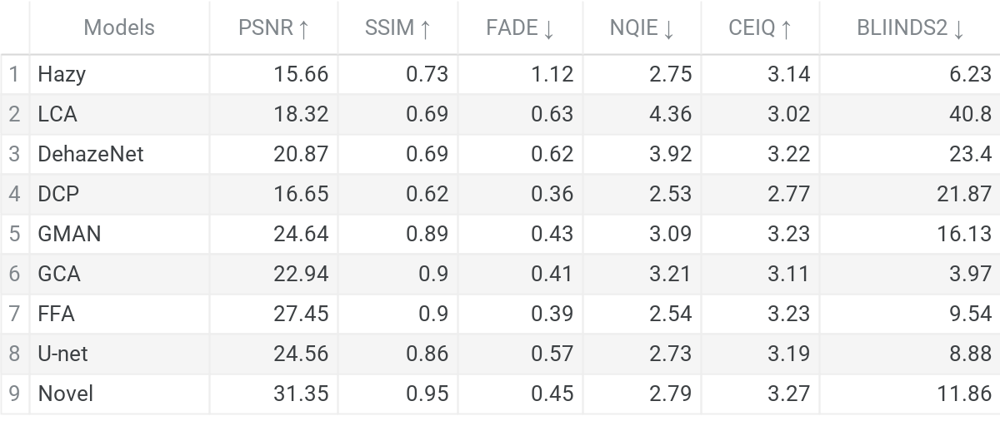 Models PSNR ↑ SSIM ↑ FADE ↓ NQIE ↓ CEIQ ↑ BLIINDS2 ↓
1 Hazy 15.66 0.73 1.12 2.75 3.14 6.23
2 LCA 18.32 0.69 0.63 4.36 3.02 40.8
3 DehazeNet 20.87 0.69 0.62 3.92 3.22 23.4
4 DCP 16.65 0.62 0.36 2.53 2.77 21.87
5 GMAN 24.64 0.89 0.43 3.09 3.23 16.13
6 GCA 22.94 0.9 0.41 3.21 3.11 3.97
7 FFA 27.45 0.9 0.39 2.54 3.23 9.54
8 U-net 24.56 0.86 0.57 2.73 3.19 8.88
9 Novel 31.35 0.95 0.45 2.79 3.27 11.86